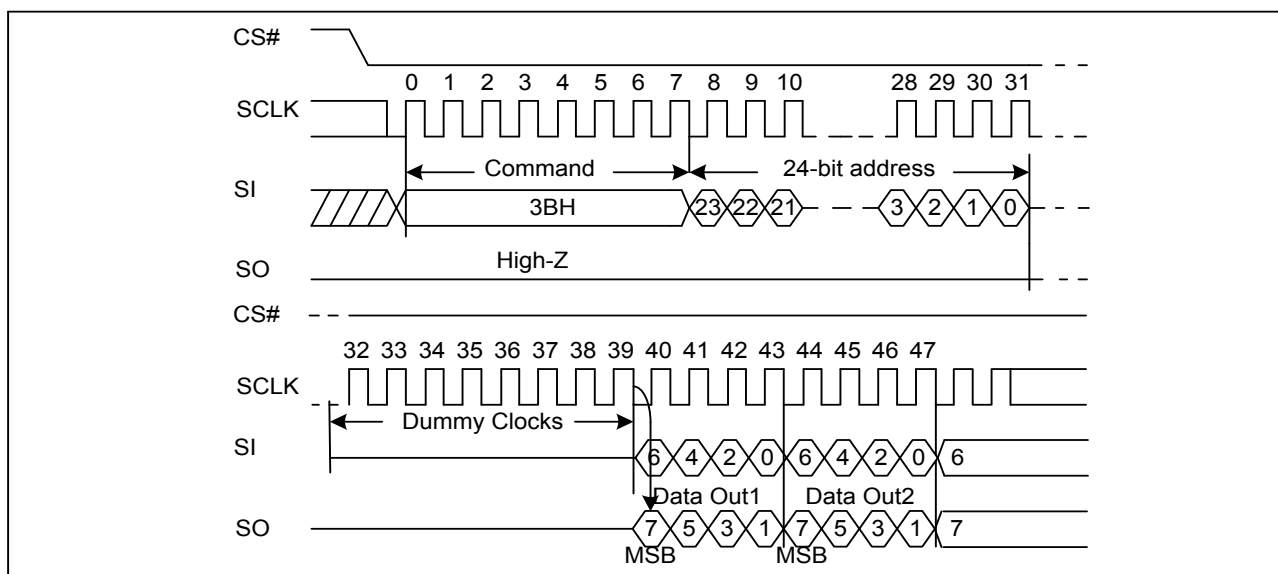 CS#
0 1 2 3 4 5 6 7 8 9 10 28 29 30 31
SCLK
Command 24-bit address
SI
3BH 23 22 21 3 2 1 0
High-Z
SO
CS#
32 33 34 35 36 37 38 39 40 41 42 43 44 45 46 47
SCLK
Dummy Clocks
SI
6 4 2 0 6 4 2 0 6
Data Out1 Data Out2
SO
7 5 3 1 7 5 3 1 7
MSB MSB